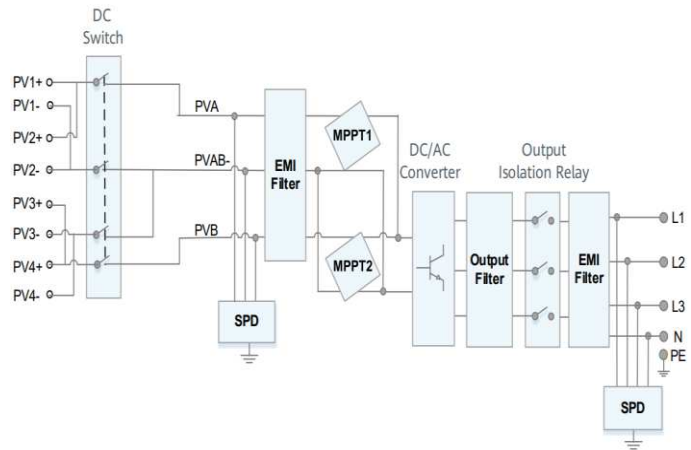 DC
Switch
PV1+
PV1-
PV2+
PV2-
PV3+
PV3-
PV4+
PV4-
PVA
PVAB-
PVB
EMI
Filter
SPD
MPPT1
MPPT2
DC/AC
Converter
Output
Filter
Output
Isolation Relay
EMI
Filter
L1
L2
L3
N
PE
SPD